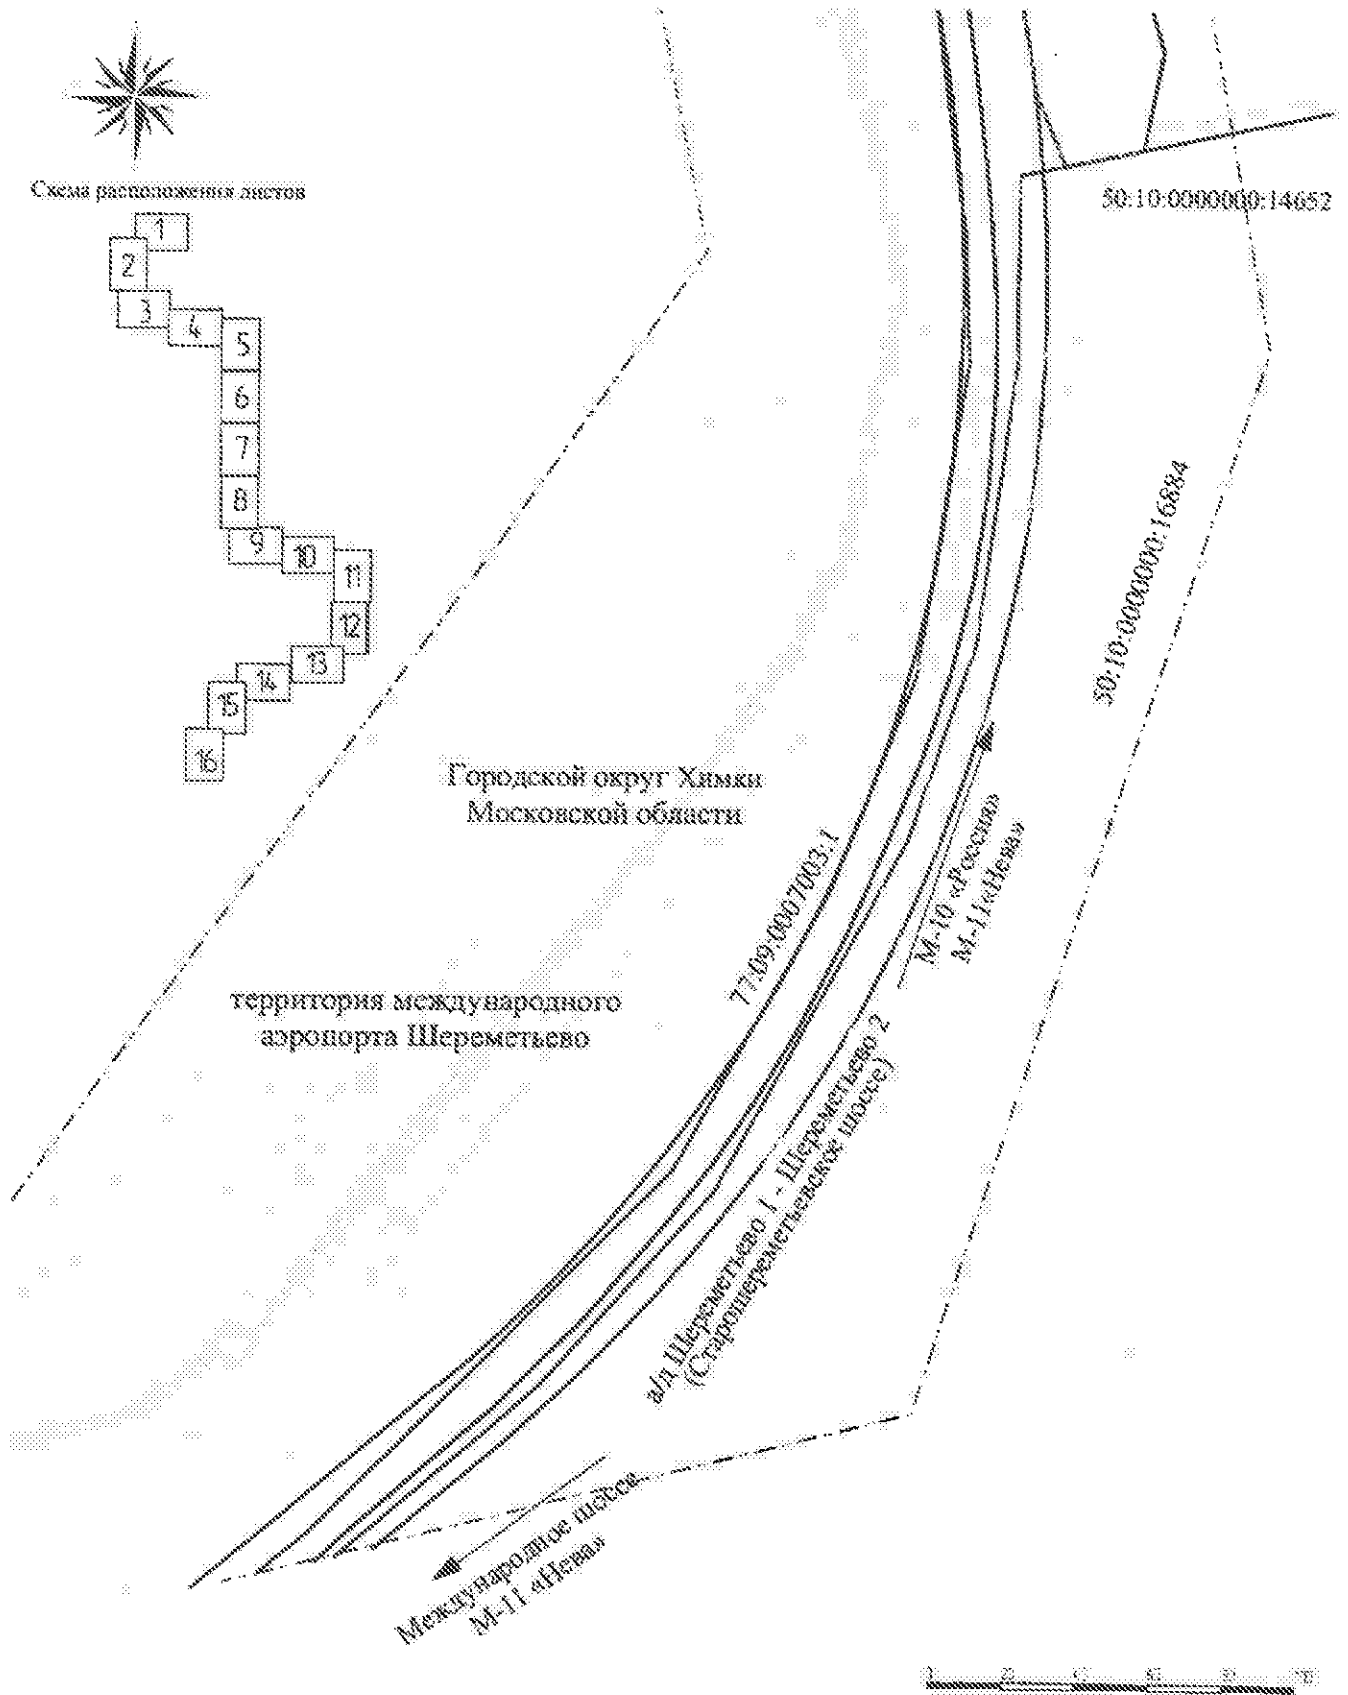 Схема расположения листов
1
2
3
4
5
6
7
8
9
10
11
12
13
14
15
16
50:10:0000000:14652
50:10:0000000:16884
Городской округ Химки
Московской области
77:09:0007003:1
М-10 «Россия»
М-11«Нева»
территория международного
аэропорта Шереметьево
а/д Шереметьево 1 - Шереметьево 2
(Старошереметьевское шоссе)
Международное шоссе
М-11 «Нева»